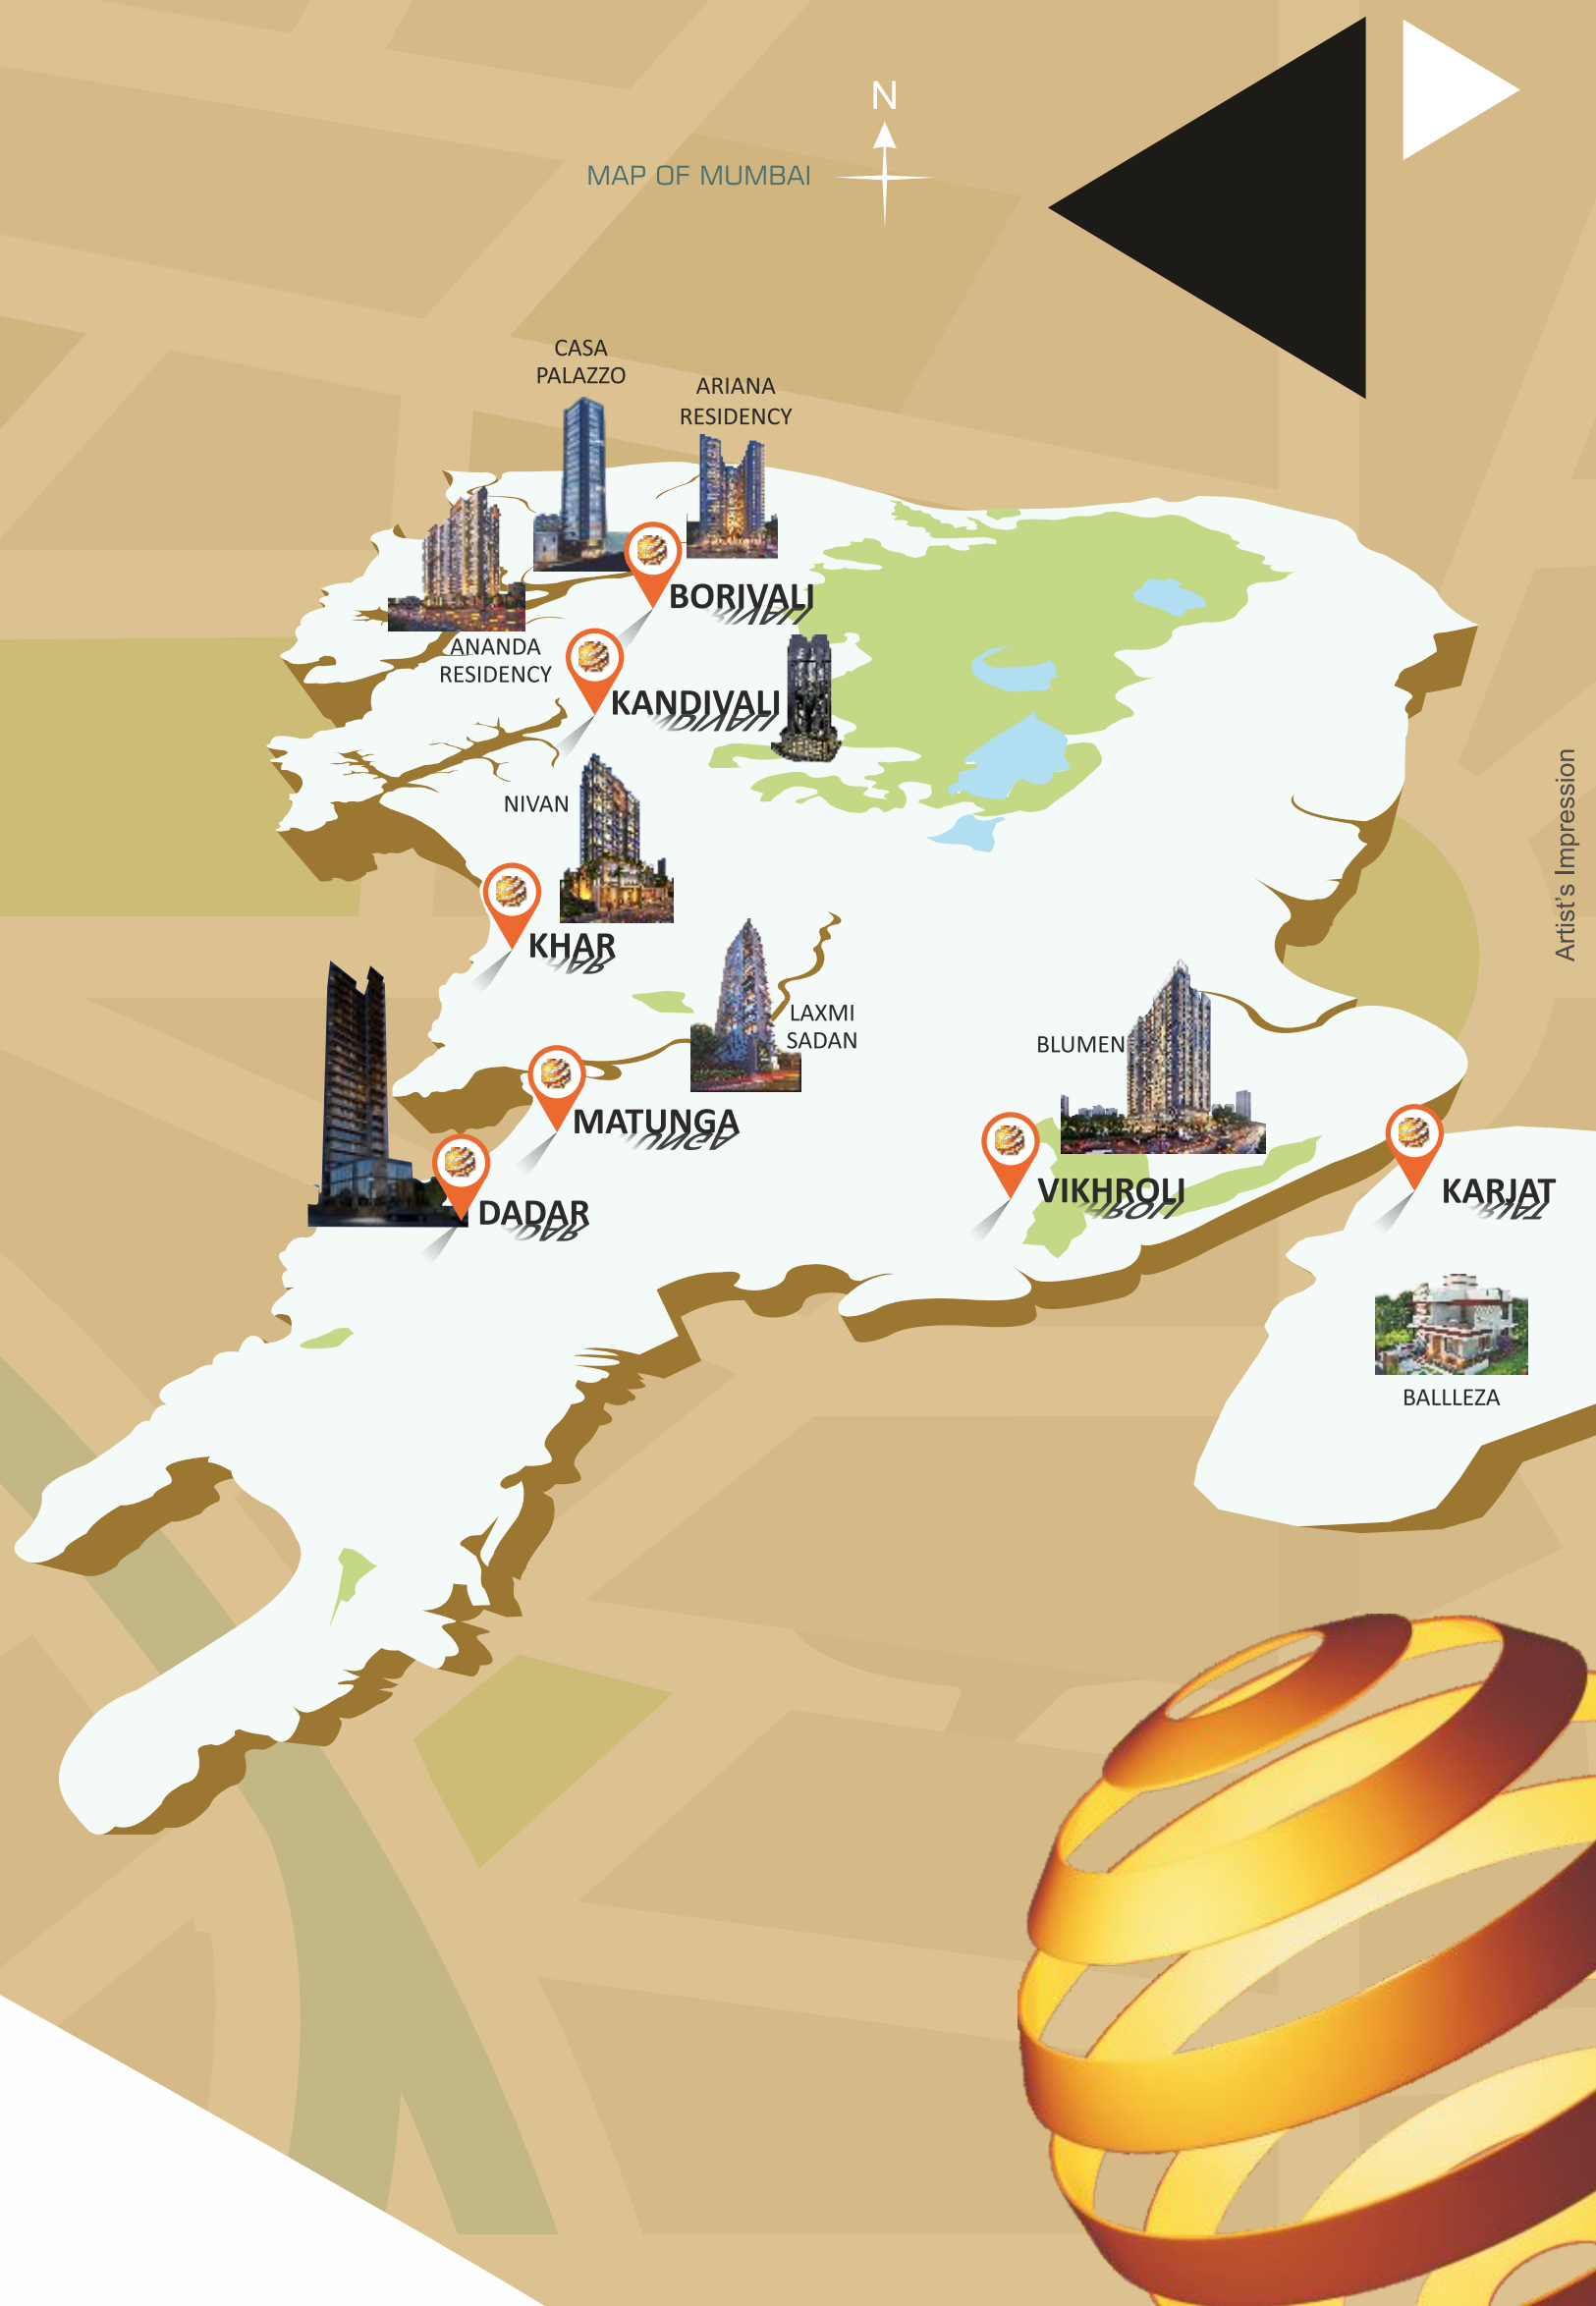 N
MAP OF MUMBAI
CASA
PALAZZO
ARIANA
RESIDENCY
BORIVALI
ANANDA
RESIDENCY
KANDIVALI
NIVAN
KHAR
LAXMI
SADAN
BLUMEN
MATUNGA
VIKHROLI
KARJAT
DADAR
BALLLEZA
Artist's Impression